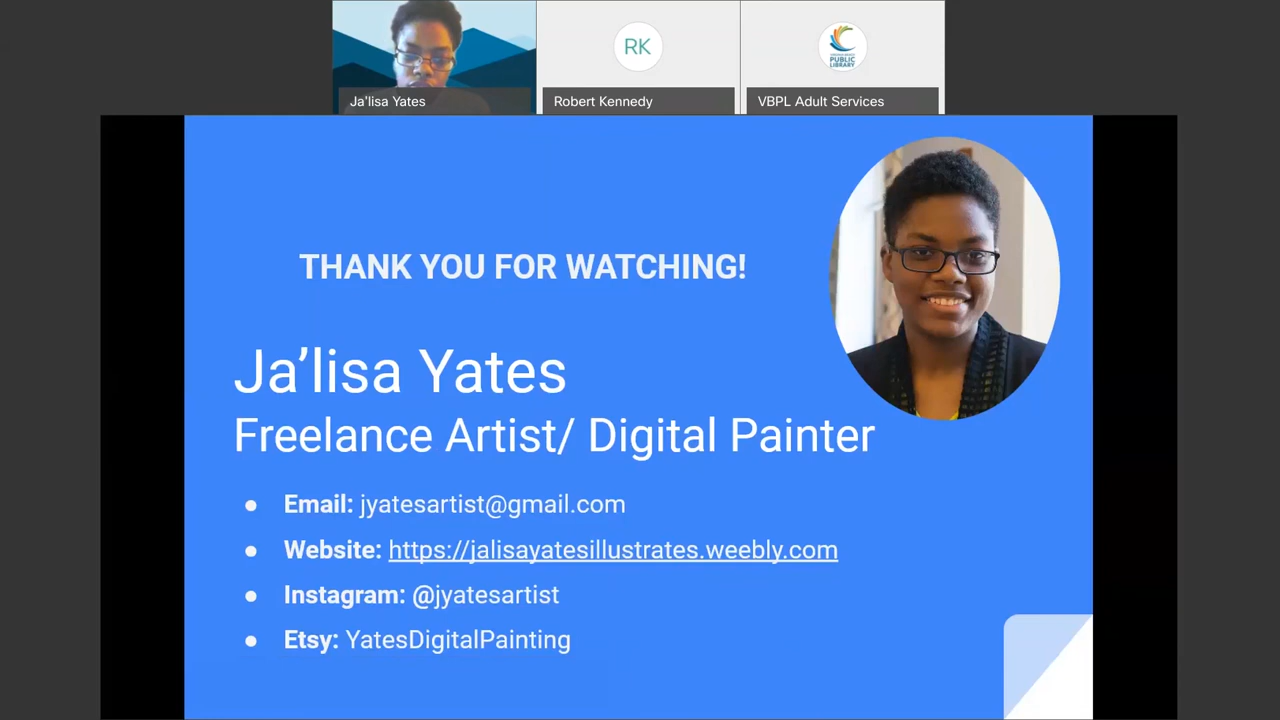 Ja'lisa Yates
RK
Robert Kennedy
PUBLIC
LIBRARY
VBPL Adult Services
THANK YOU FOR WATCHING!
Ja’lisa Yates
Freelance Artist/ Digital Painter
● Email: jyatesartist@gmail.com
● Website: https://jalisayatesillustrates.weebly.com
● Instagram: @jyatesartist
● Etsy: YatesDigitalPainting